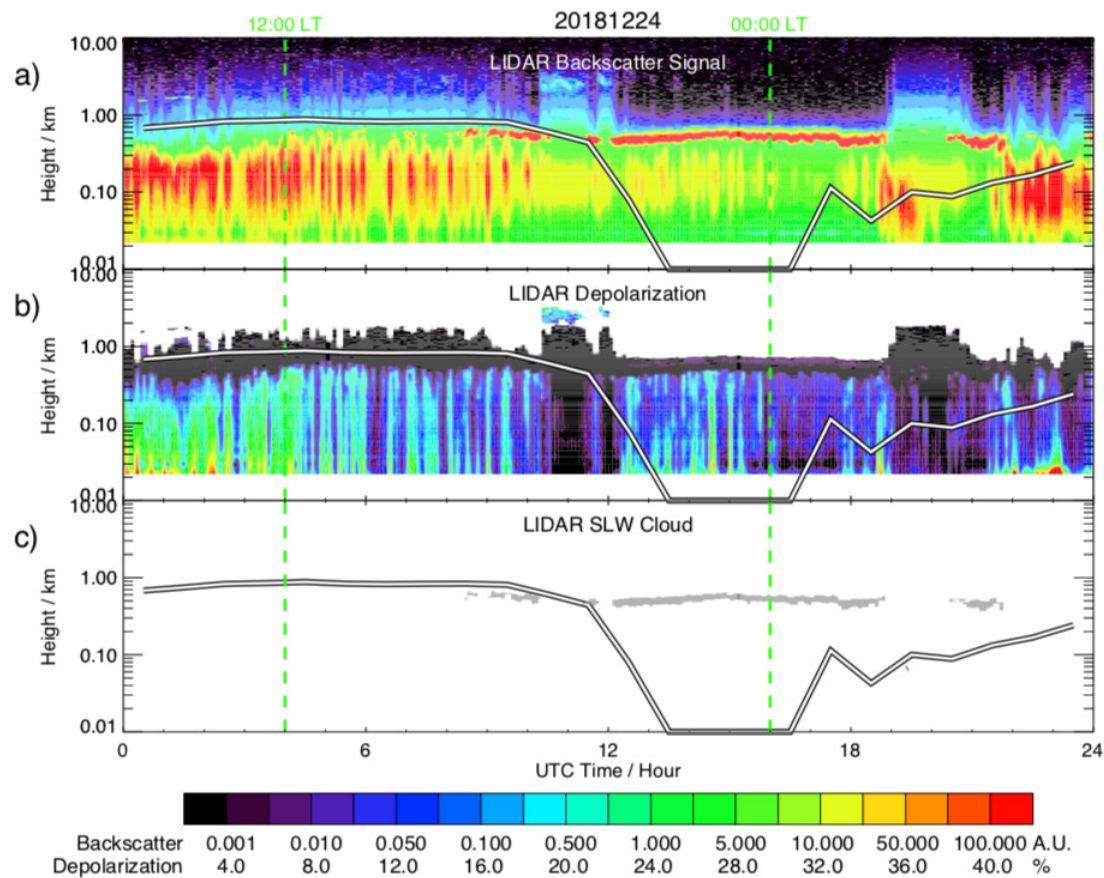 20181224
12:00 LT 00:00 LT
a)
LIDAR Backscatter Signal
Height / km
10.00
1.00
0.10
0.01
b)
LIDAR Depolarization
Height / km
10.00
1.00
0.10
0.01
c)
LIDAR SLW Cloud
Height / km
10.00
1.00
0.10
0.01
0 6 12 18 24
UTC Time / Hour
Backscatter 0.001 0.010 0.050 0.100 0.500 1.000 5.000 10.000 50.000 100.000 A.U.
Depolarization 4.0 8.0 12.0 16.0 20.0 24.0 28.0 32.0 36.0 40.0 %